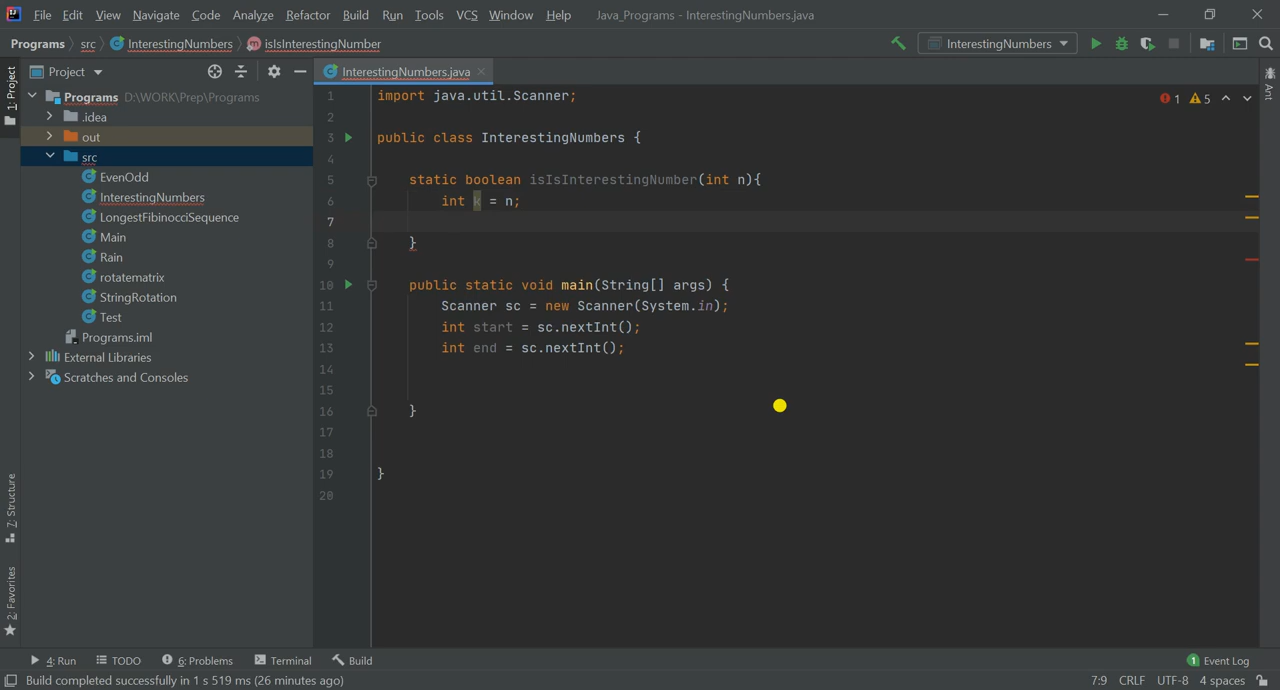 File Edit View Navigate Code Analyze Refactor Build Run Tools VCS Window Help Java_Programs - InterestingNumbers.java
Programs src InterestingNumbers isIsInterestingNumber InterestingNumbers
1: Project
Project
InterestingNumbers.java
Ant
Programs D:\WORK\Prep\Programs
.idea
out
src
EvenOdd
InterestingNumbers
LongestFibinocciSequence
Main
Rain
rotatematrix
StringRotation
Test
Programs.iml
External Libraries
Scratches and Consoles
1 import java.util.Scanner;
1 5
2
3 public class InterestingNumbers {
4
5 static boolean isIsInterestingNumber(int n){
6 int k = n;
7
8 }
9
10 public static void main(String[] args) {
11 Scanner sc = new Scanner(System.in);
12 int start = sc.nextInt();
13 int end = sc.nextInt();
14
15
16 }
17
18
19 }
20
7: Structure
2: Favorites
4: Run TODO 6: Problems Terminal Build 1 Event Log
Build completed successfully in 1 s 519 ms (26 minutes ago) 7:9 CRLF UTF-8 4 spaces